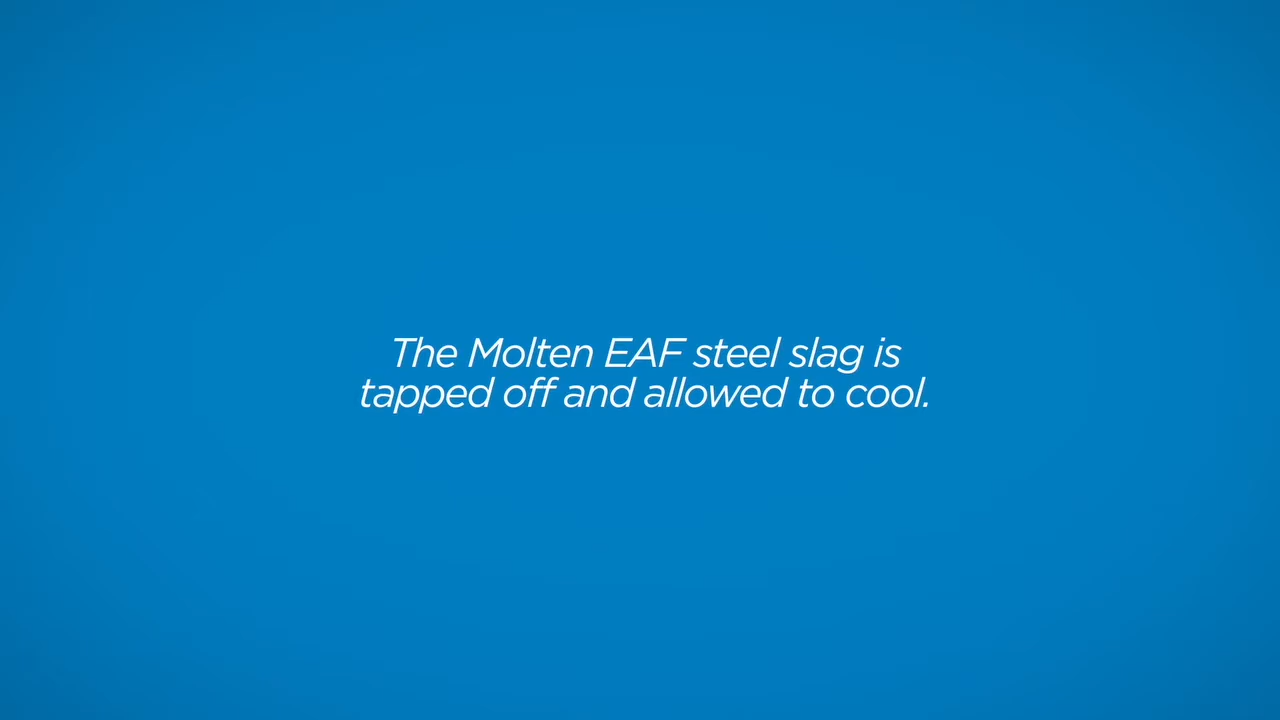 The Molten EAF steel slag is
tapped off and allowed to cool.